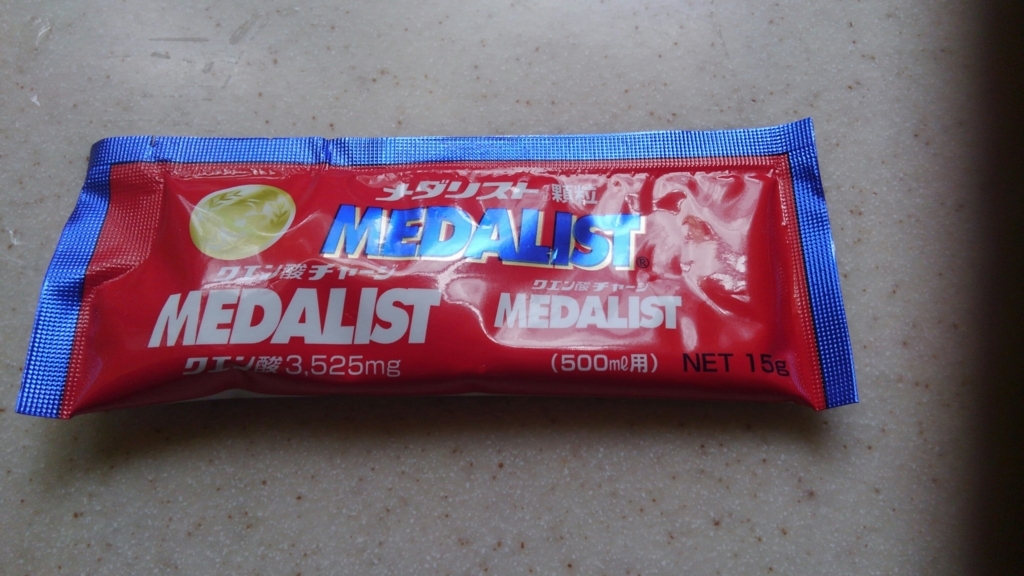 メダリスト 顆粒
MEDALIST®
クエン酸チャージ
MEDALIST
クエン酸チャージ
MEDALIST
クエン酸3,525mg
(500mℓ用) NET 15g